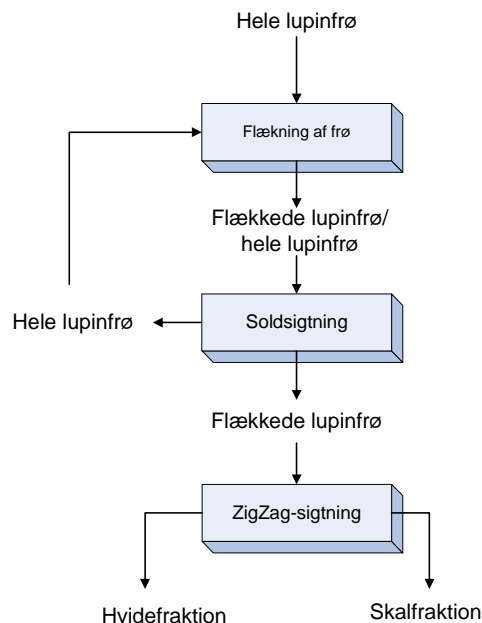 Hele lupinfrø
Flækning af frø
Flækkede lupinfrø/
hele lupinfrø
Hele lupinfrø
Soldsigtning
Flækkede lupinfrø
ZigZag-sigtning
Hvidefraktion
Skalfraktion